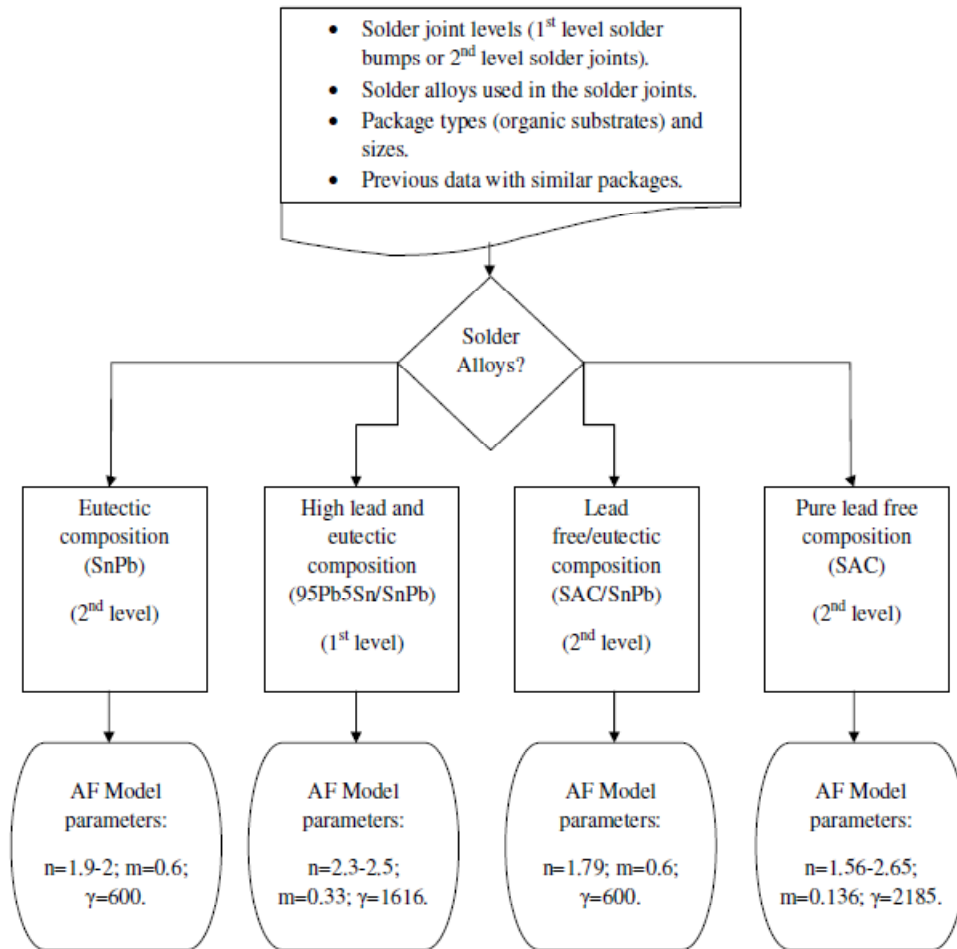 • Solder joint levels (1st level solder
bumps or 2nd level solder joints).
• Solder alloys used in the solder joints.
• Package types (organic substrates) and
sizes.
• Previous data with similar packages.
Solder
Alloys?
Eutectic
composition
(SnPb)
(2nd level)
High lead and
eutectic
composition
(95Pb5Sn/SnPb)
(1st level)
Lead
free/eutectic
composition
(SAC/SnPb)
(2nd level)
Pure lead free
composition
(SAC)
(2nd level)
AF Model
parameters:
n=1.9-2; m=0.6;
γ=600.
AF Model
parameters:
n=2.3-2.5;
m=0.33; γ=1616.
AF Model
parameters:
n=1.79; m=0.6;
γ=600.
AF Model
parameters:
n=1.56-2.65;
m=0.136; γ=2185.